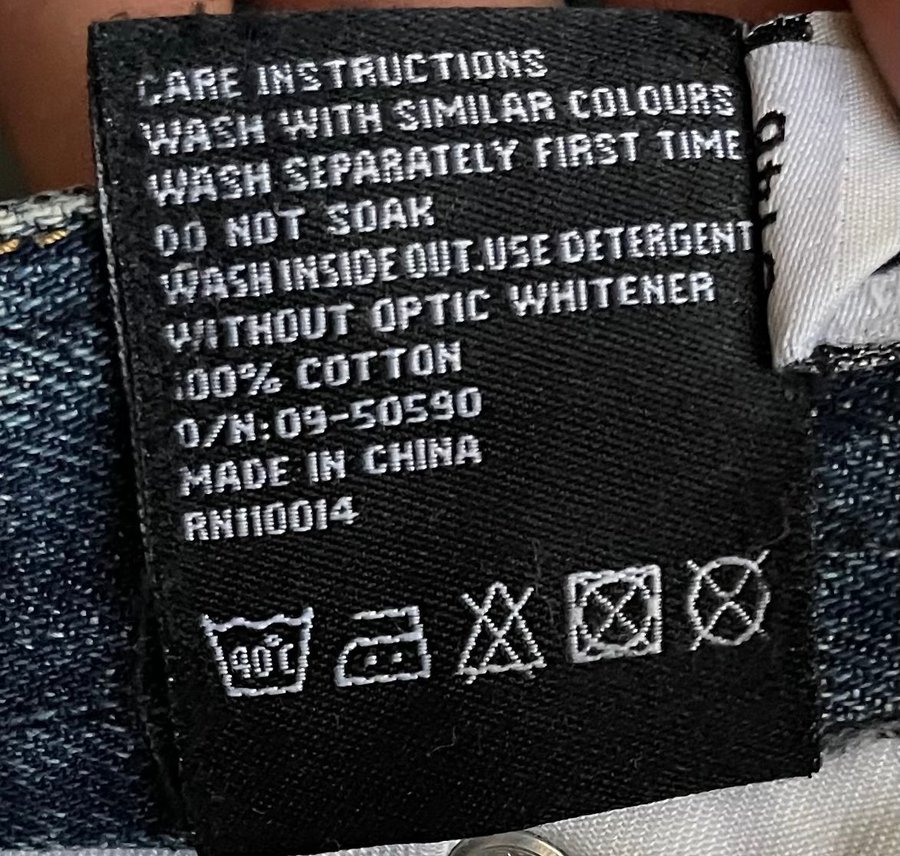 CARE INSTRUCTIONS
WASH WITH SIMILAR COLOURS
WASH SEPARATELY FIRST TIME
DO NOT SOAK
WASH INSIDE OUT.USE DETERGENT
WITHOUT OPTIC WHITENER
100% COTTON
O/N:09-50590
MADE IN CHINA
RN110014
40°C